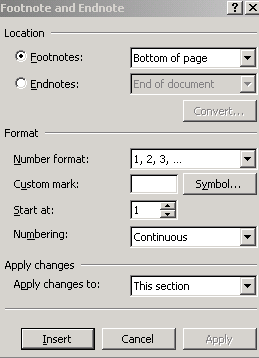 Footnote and Endnote
Location
Footnotes: Bottom of page
Endnotes: End of document
Convert...
Format
Number format: 1, 2, 3, ...
Custom mark: Symbol...
Start at: 1
Numbering: Continuous
Apply changes
Apply changes to: This section
Insert Cancel Apply